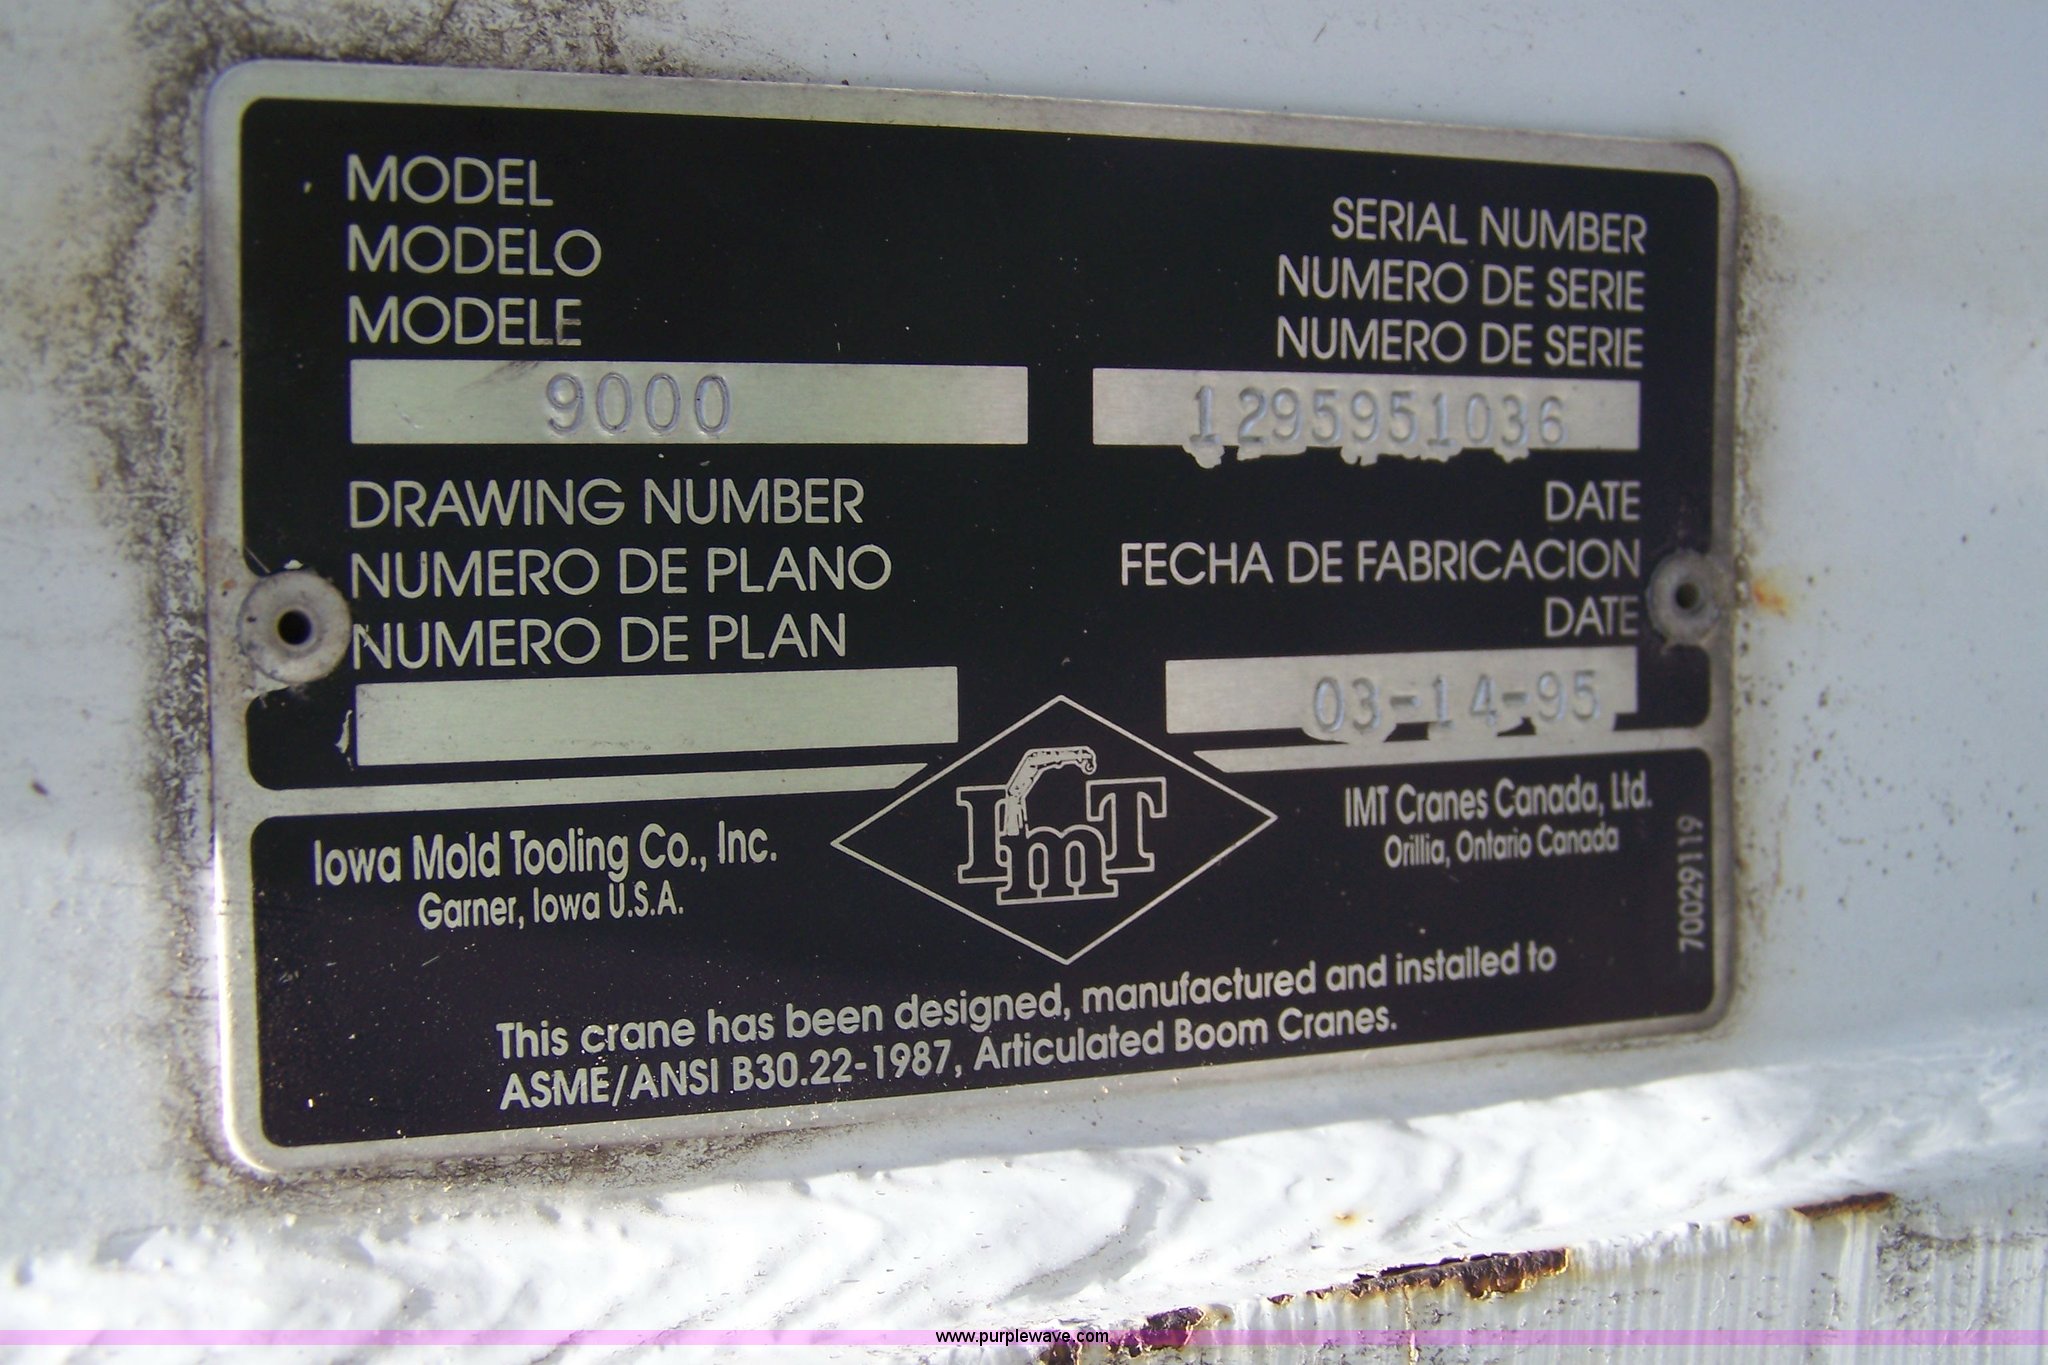 MODEL
MODELO
MODELE
9000
SERIAL NUMBER
NUMERO DE SERIE
NUMERO DE SERIE
1295951036
DRAWING NUMBER
NUMERO DE PLANO
NUMERO DE PLAN
DATE
FECHA DE FABRICACION
DATE
03-14-95
Iowa Mold Tooling Co., Inc.
Garner, Iowa U.S.A.
ImT
IMT Cranes Canada, Ltd.
Orillia, Ontario Canada
70029119
This crane has been designed, manufactured and installed to
ASME/ANSI B30.22-1987, Articulated Boom Cranes.
www.purplewave.com